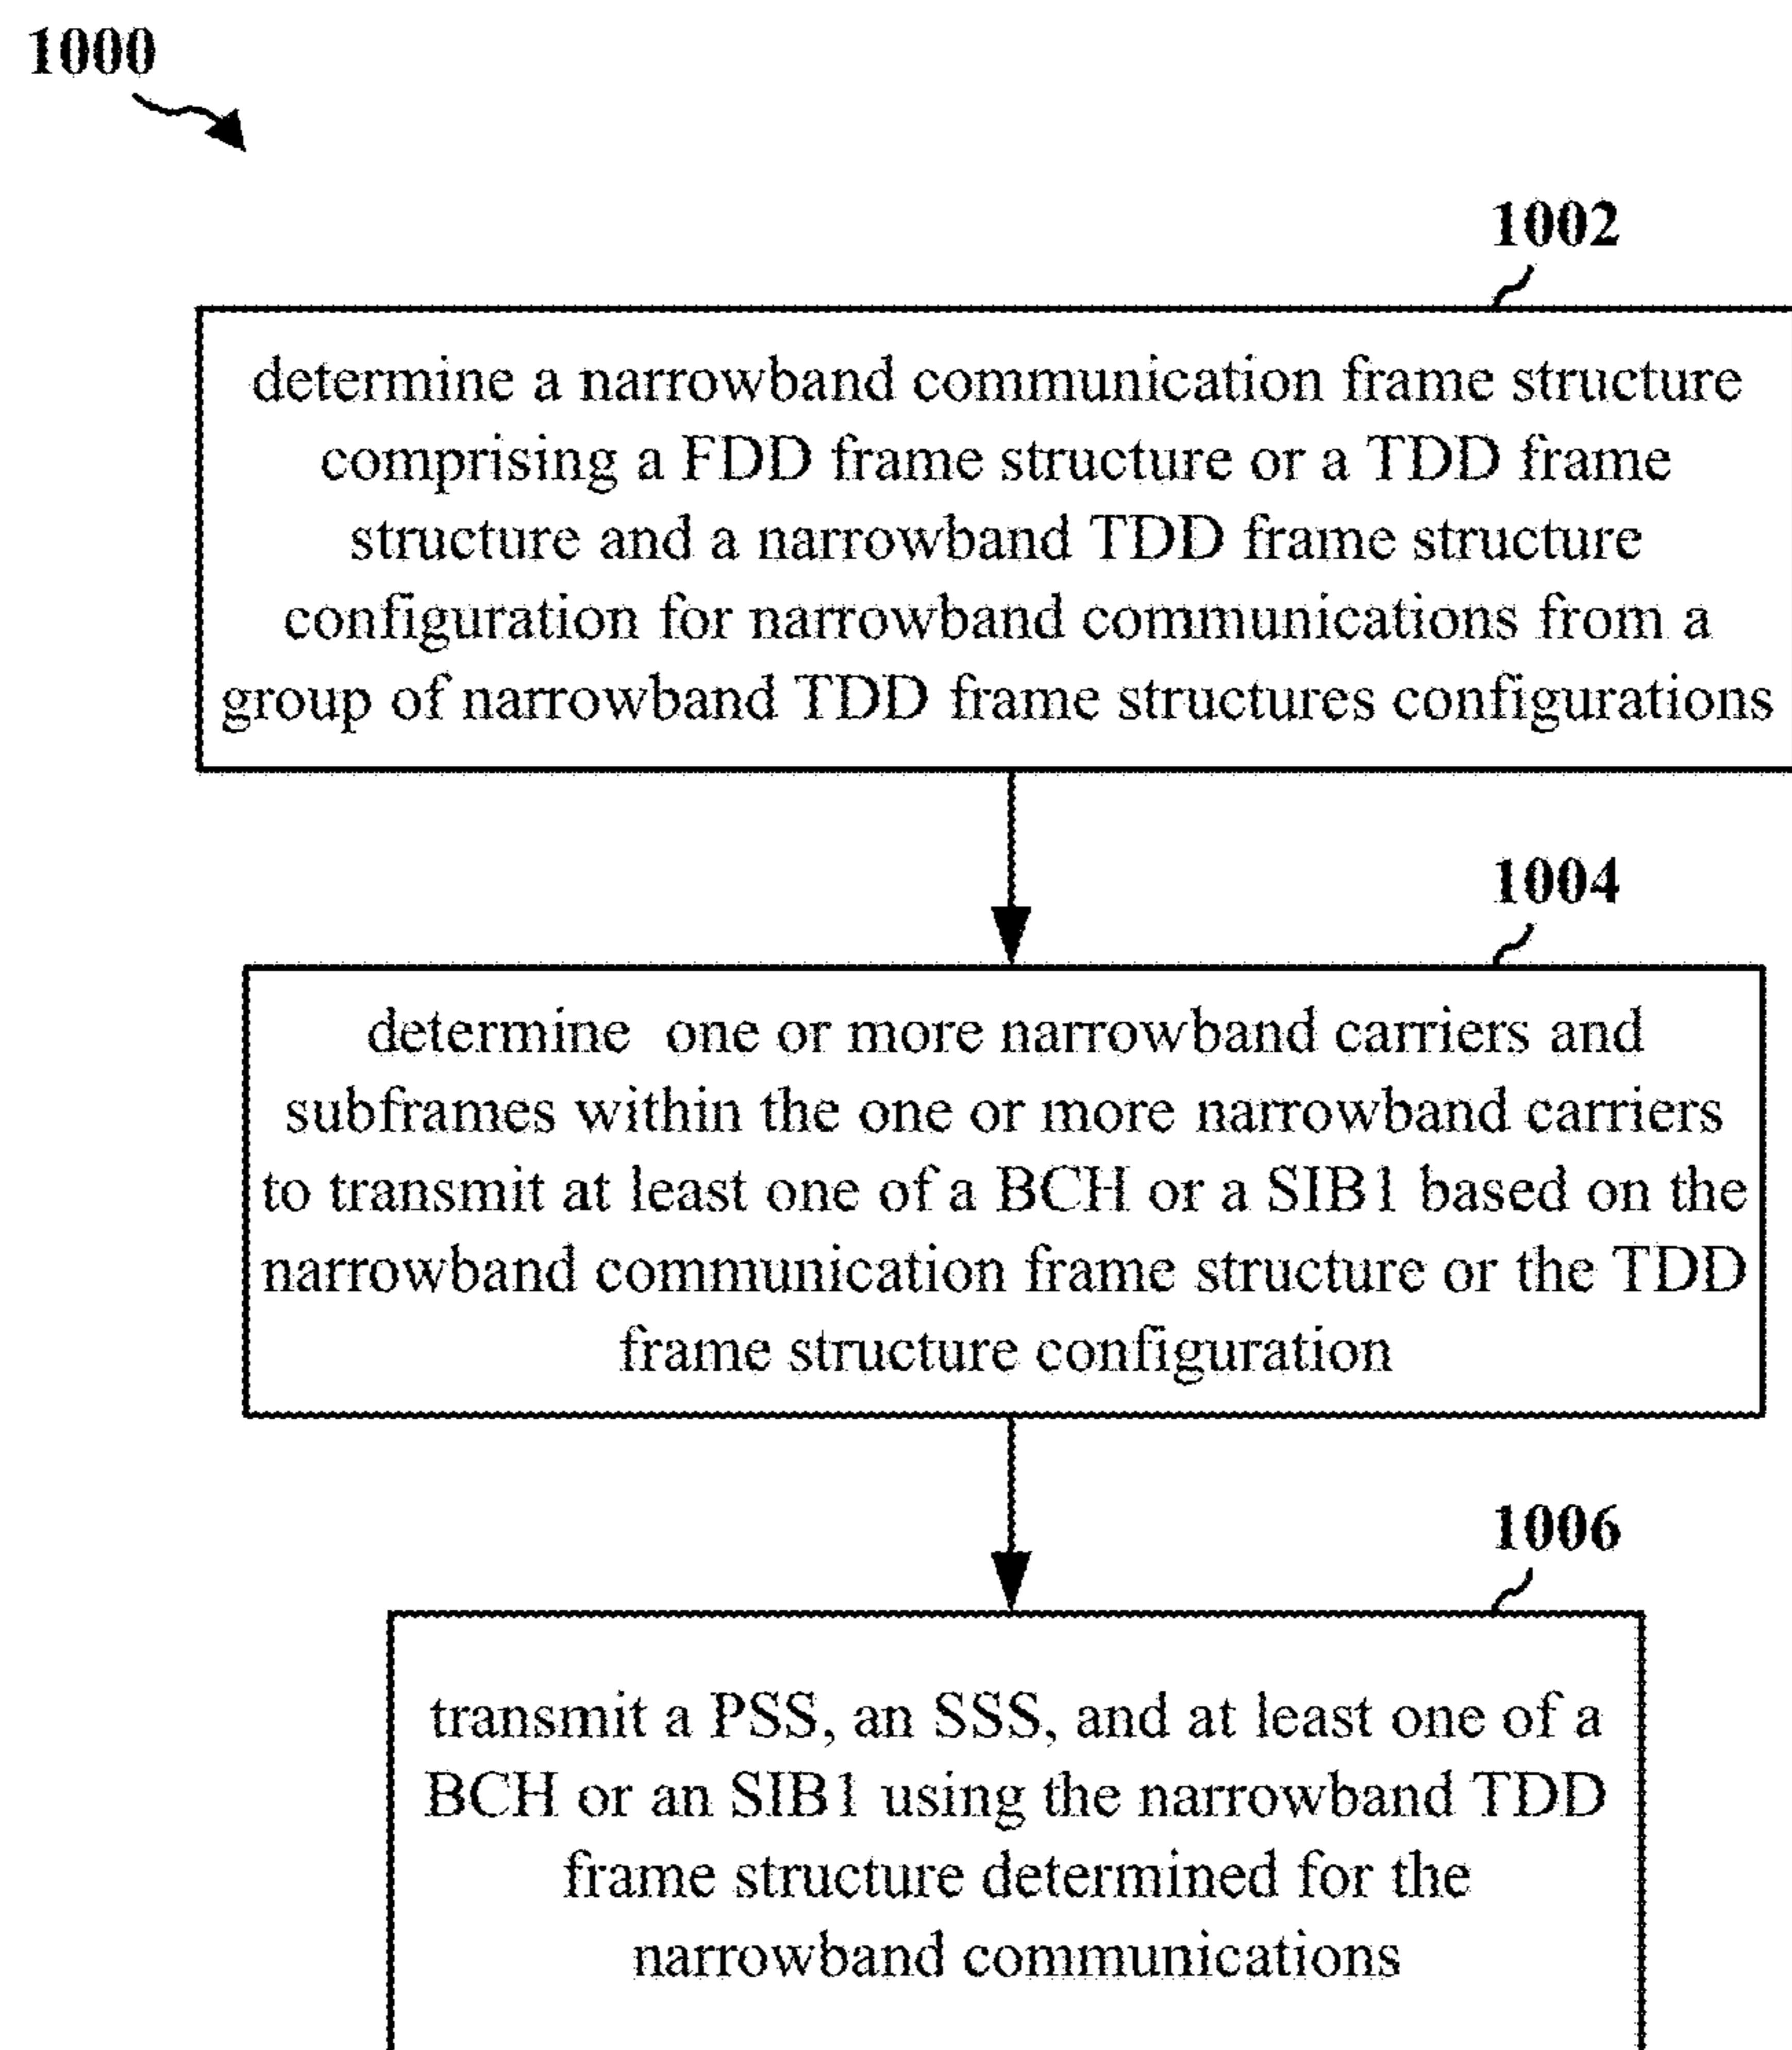 1000
1002
determine a narrowband communication frame structure
comprising a FDD frame structure or a TDD frame
structure and a narrowband TDD frame structure
configuration for narrowband communications from a
group of narrowband TDD frame structures configurations
1004
determine one or more narrowband carriers and
subframes within the one or more narrowband carriers
to transmit at least one of a BCH or a SIB1 based on the
narrowband communication frame structure or the TDD
frame structure configuration
1006
transmit a PSS, an SSS, and at least one of a
BCH or an SIB1 using the narrowband TDD
frame structure determined for the
narrowband communications